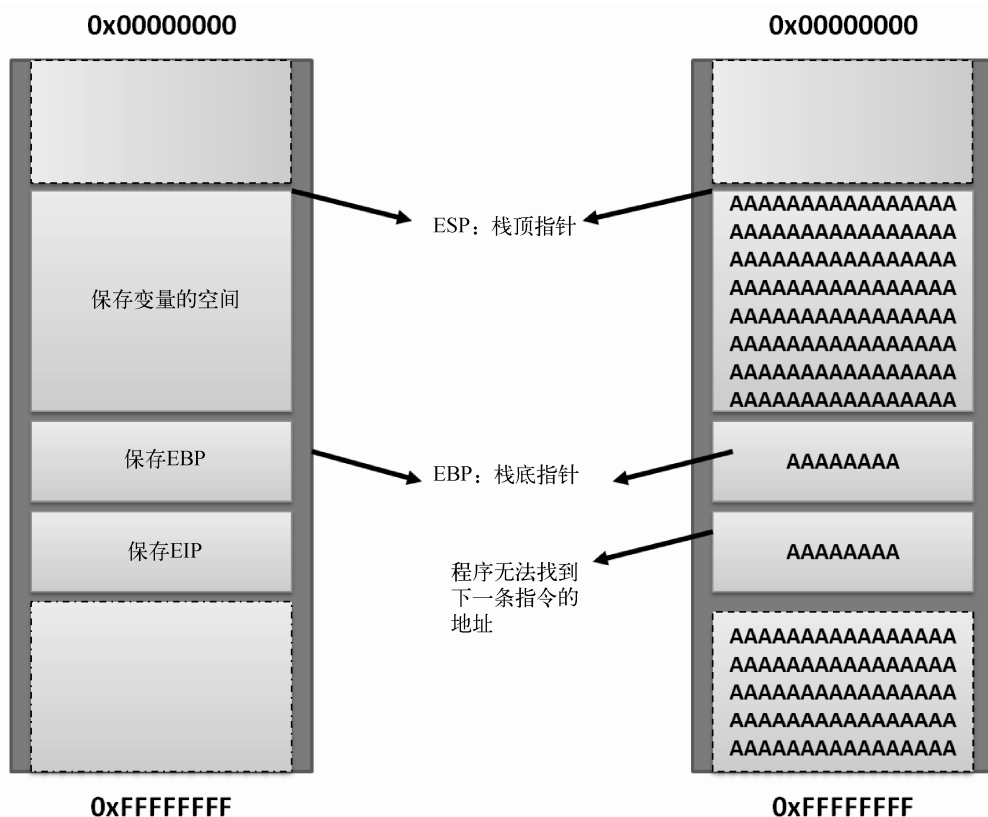 0x00000000
保存变量的空间
保存EBP
保存EIP
0xFFFFFFFF
ESP：栈顶指针
EBP：栈底指针
程序无法找到
下一条指令的
地址
0x00000000
AAAAAAAAAAAAAAAA
AAAAAAAAAAAAAAAA
AAAAAAAAAAAAAAAA
AAAAAAAAAAAAAAAA
AAAAAAAAAAAAAAAA
AAAAAAAAAAAAAAAA
AAAAAAAAAAAAAAAA
AAAAAAAAAAAAAAAA
AAAAAAAA
AAAAAAAA
AAAAAAAAAAAAAAAA
AAAAAAAAAAAAAAAA
AAAAAAAAAAAAAAAA
AAAAAAAAAAAAAAAA
AAAAAAAAAAAAAAAA
0xFFFFFFFF